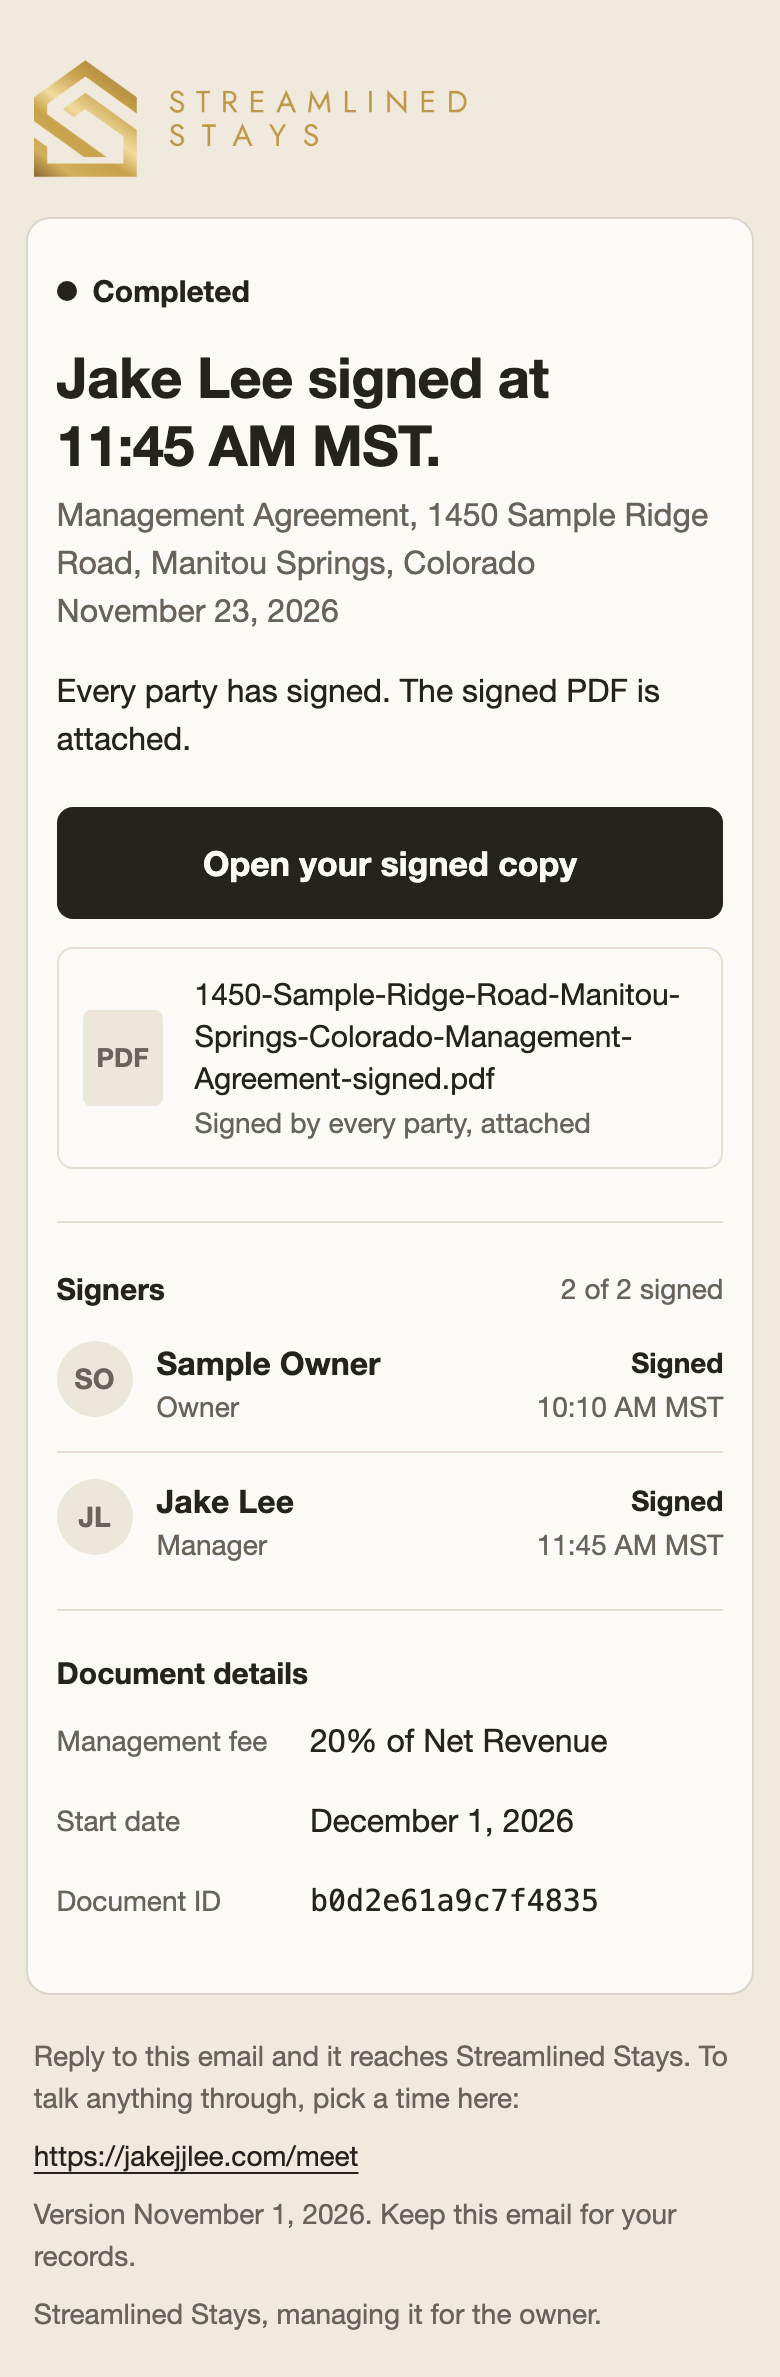 STREAMLINED
STAYS
Completed
Jake Lee signed at
11:45 AM MST.
Management Agreement, 1450 Sample Ridge
Road, Manitou Springs, Colorado
November 23, 2026
Every party has signed. The signed PDF is
attached.
Open your signed copy
PDF
1450-Sample-Ridge-Road-Manitou-
Springs-Colorado-Management-
Agreement-signed.pdf
Signed by every party, attached
Signers 2 of 2 signed
SO Sample Owner Signed
Owner 10:10 AM MST
JL Jake Lee Signed
Manager 11:45 AM MST
Document details
Management fee 20% of Net Revenue
Start date December 1, 2026
Document ID b0d2e61a9c7f4835
Reply to this email and it reaches Streamlined Stays. To
talk anything through, pick a time here:
https://jakejjlee.com/meet
Version November 1, 2026. Keep this email for your
records.
Streamlined Stays, managing it for the owner.